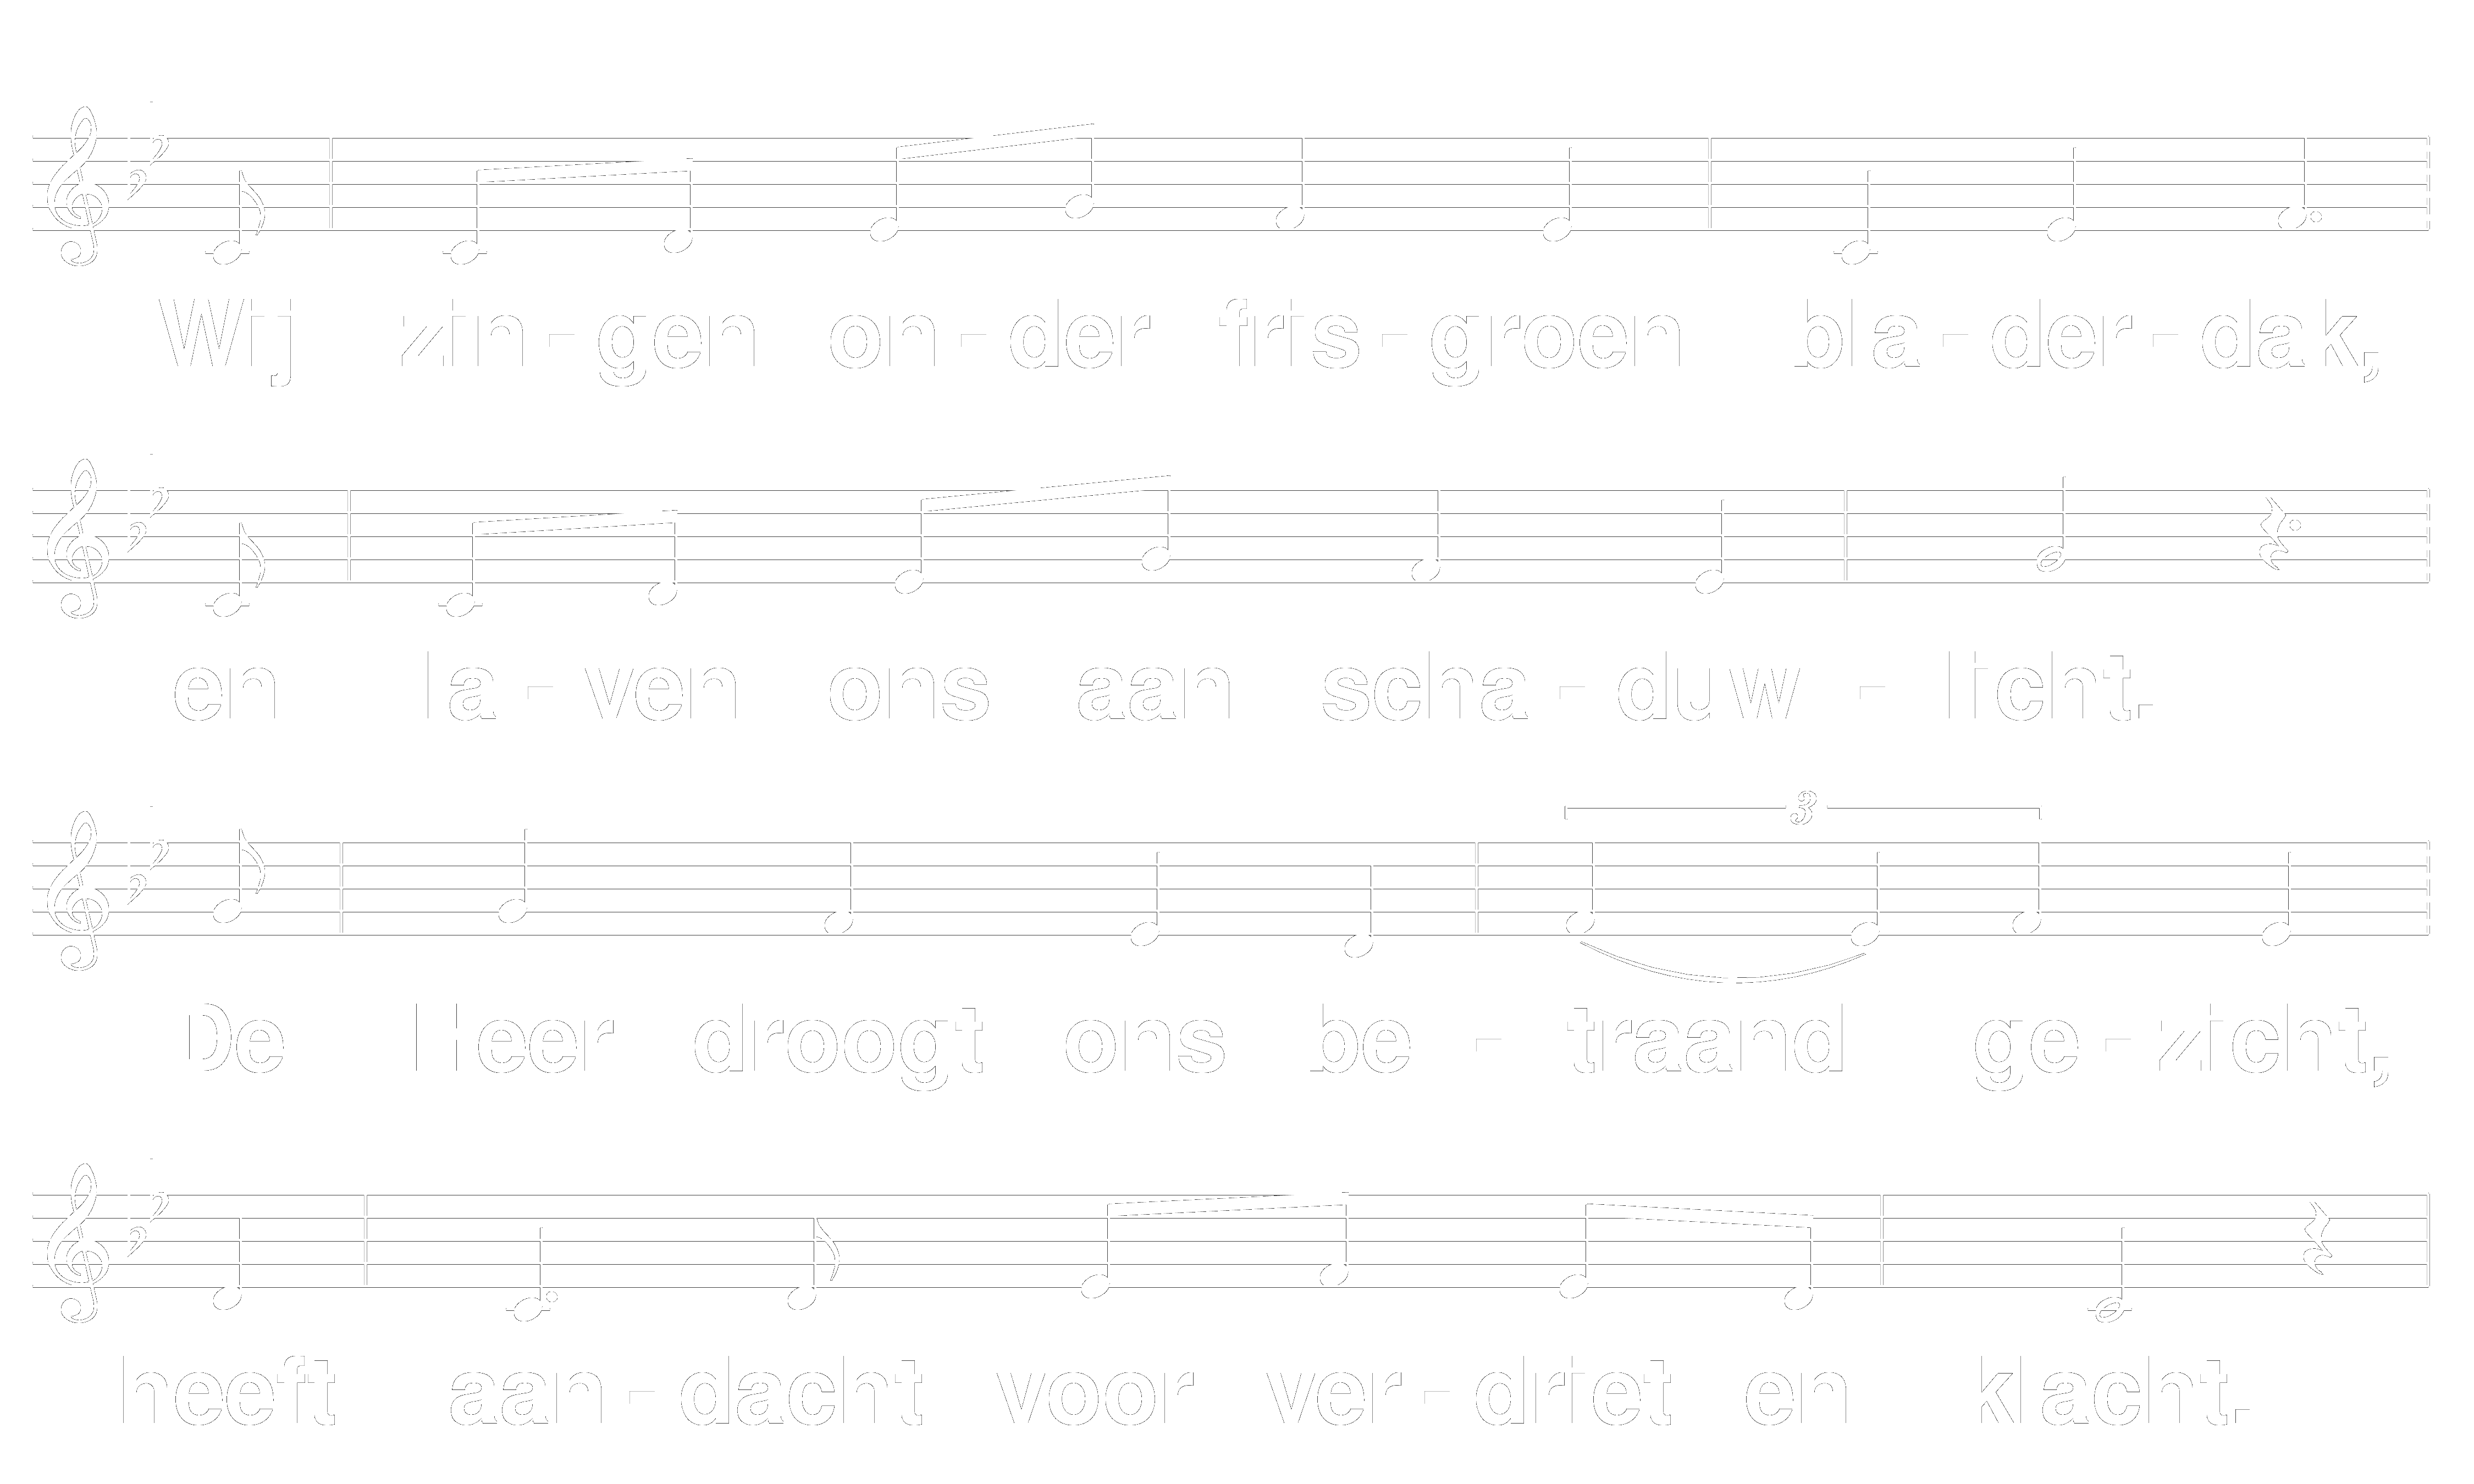 Wij zin-gen on-der fris-groen bla-der-dak,
en la-ven ons aan scha-duw-licht.
3
De Heer droogt ons be-traand ge-zicht,
heeft aan-dacht voor ver-driet en klacht.